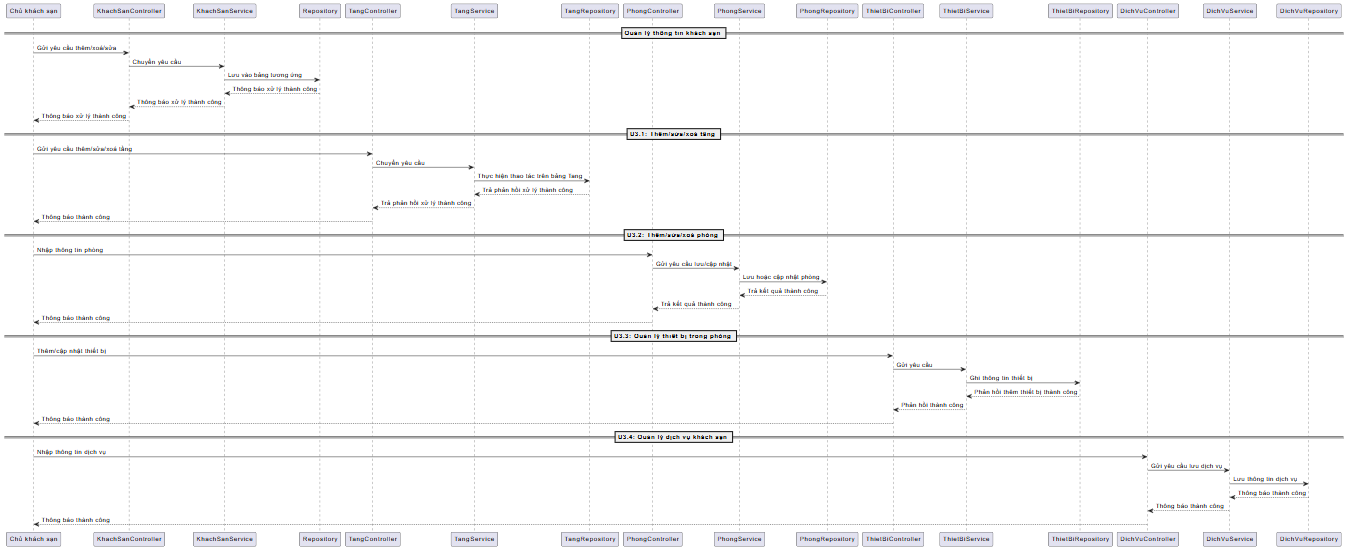 Chủ khách sạn KhachSanController KhachSanService Repository TangController TangService TangRepository PhongController PhongService PhongRepository ThietBiController ThietBiService ThietBiRepository DichVuController DichVuService DichVuRepository
Quản lý thông tin khách sạn
Gửi yêu cầu thêm/xoá/sửa
Chuyển yêu cầu
Lưu vào bảng tương ứng
Thông báo xử lý thành công
Thông báo xử lý thành công
Thông báo xử lý thành công
U3.1: Thêm/sửa/xoá tầng
Gửi yêu cầu thêm/sửa/xoá tầng
Chuyển yêu cầu
Thực hiện thao tác trên bảng Tang
Trả phản hồi xử lý thành công
Trả phản hồi xử lý thành công
Thông báo thành công
U3.2: Thêm/sửa/xoá phòng
Nhập thông tin phòng
Gửi yêu cầu lưu/cập nhật
Lưu hoặc cập nhật phòng
Trả kết quả thành công
Trả kết quả thành công
Thông báo thành công
U3.3: Quản lý thiết bị trong phòng
Thêm/cập nhật thiết bị
Gửi yêu cầu
Ghi thông tin thiết bị
Phản hồi thêm thiết bị thành công
Phản hồi thành công
Thông báo thành công
U3.4: Quản lý dịch vụ khách sạn
Nhập thông tin dịch vụ
Gửi yêu cầu lưu dịch vụ
Lưu thông tin dịch vụ
Thông báo thành công
Thông báo thành công
Thông báo thành công
Chủ khách sạn KhachSanController KhachSanService Repository TangController TangService TangRepository PhongController PhongService PhongRepository ThietBiController ThietBiService ThietBiRepository DichVuController DichVuService DichVuRepository